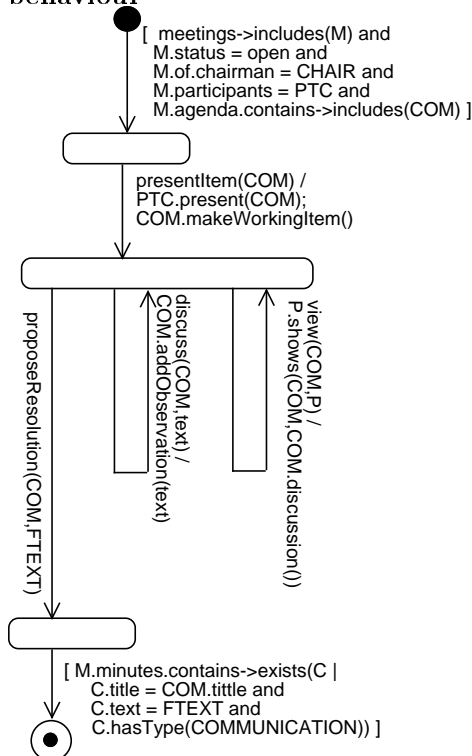 behaviour
[ meetings->includes(M) and
M.status = open and
M.of.chairman = CHAIR and
M.participants = PTC and
M.agenda.contains->includes(COM) ]
presentItem(COM) /
PTC.present(COM);
COM.makeWorkingItem()
proposeResolution(COM,FTEXT)
discuss(COM,text) /
COM.addObservation(text)
view(COM,P) /
P.shows(COM,COM.discussion())
[ M.minutes.contains->exists(C |
C.title = COM.tittle and
C.text = FTEXT and
C.hasType(COMMUNICATION)) ]